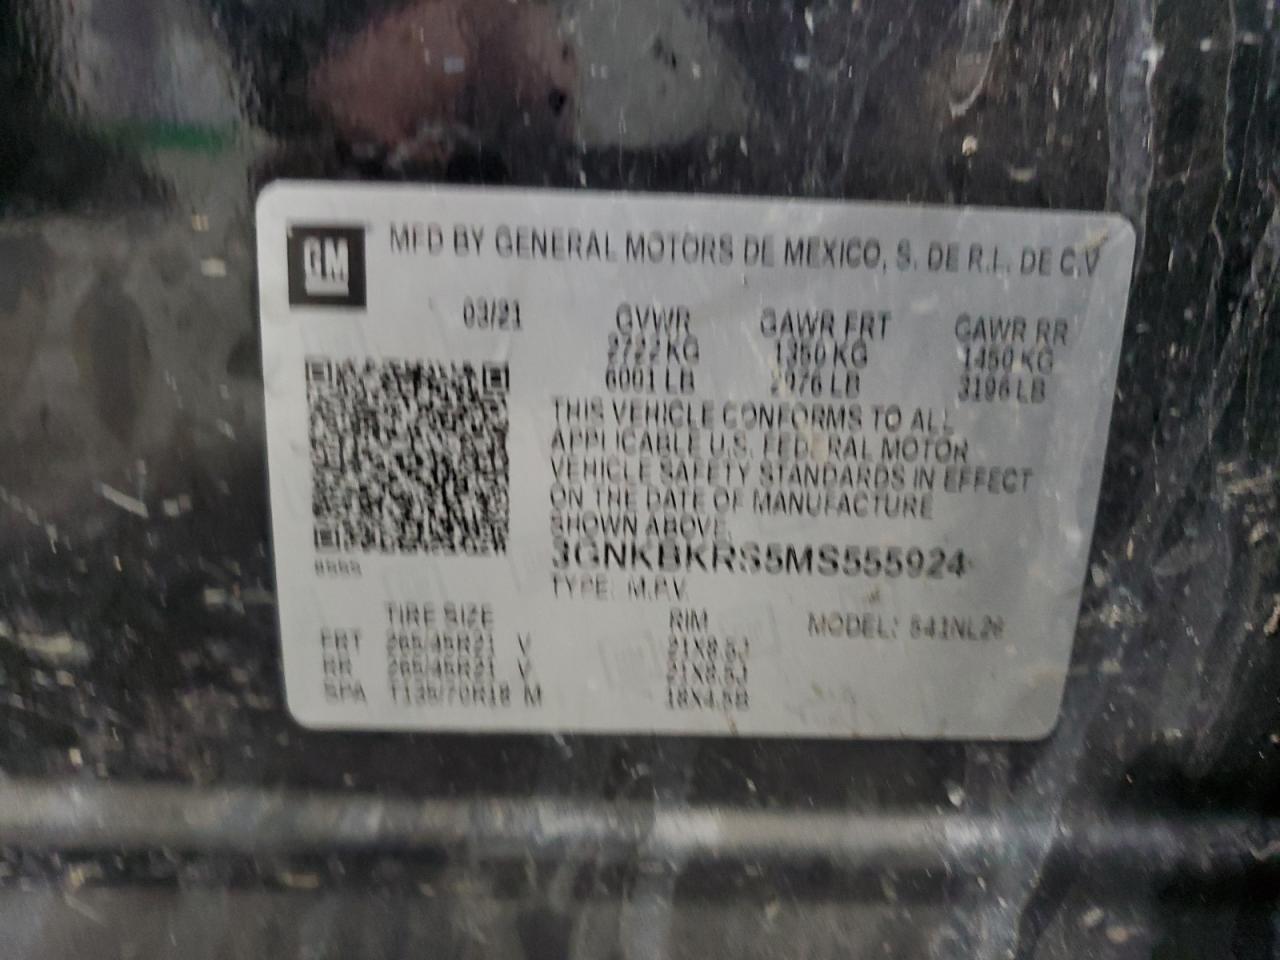 GM
MFD BY GENERAL MOTORS DE MEXICO, S. DE R.L. DE C.V
03/21 GVWR GAWR FRT GAWR RR
2722 KG 1350 KG 1450 KG
6001 LB 2976 LB 3196 LB
THIS VEHICLE CONFORMS TO ALL
APPLICABLE U.S. FEDERAL MOTOR
VEHICLE SAFETY STANDARDS IN EFFECT
ON THE DATE OF MANUFACTURE
SHOWN ABOVE.
3GNKBKRS5MS555924
TYPE: M.P.V.
TIRE SIZE RIM MODEL:
FRT 265/45R21 V 21X8.5J
RR 265/45R21 V 21X8.5J
SPA T135/70R18 M 18X4.5B